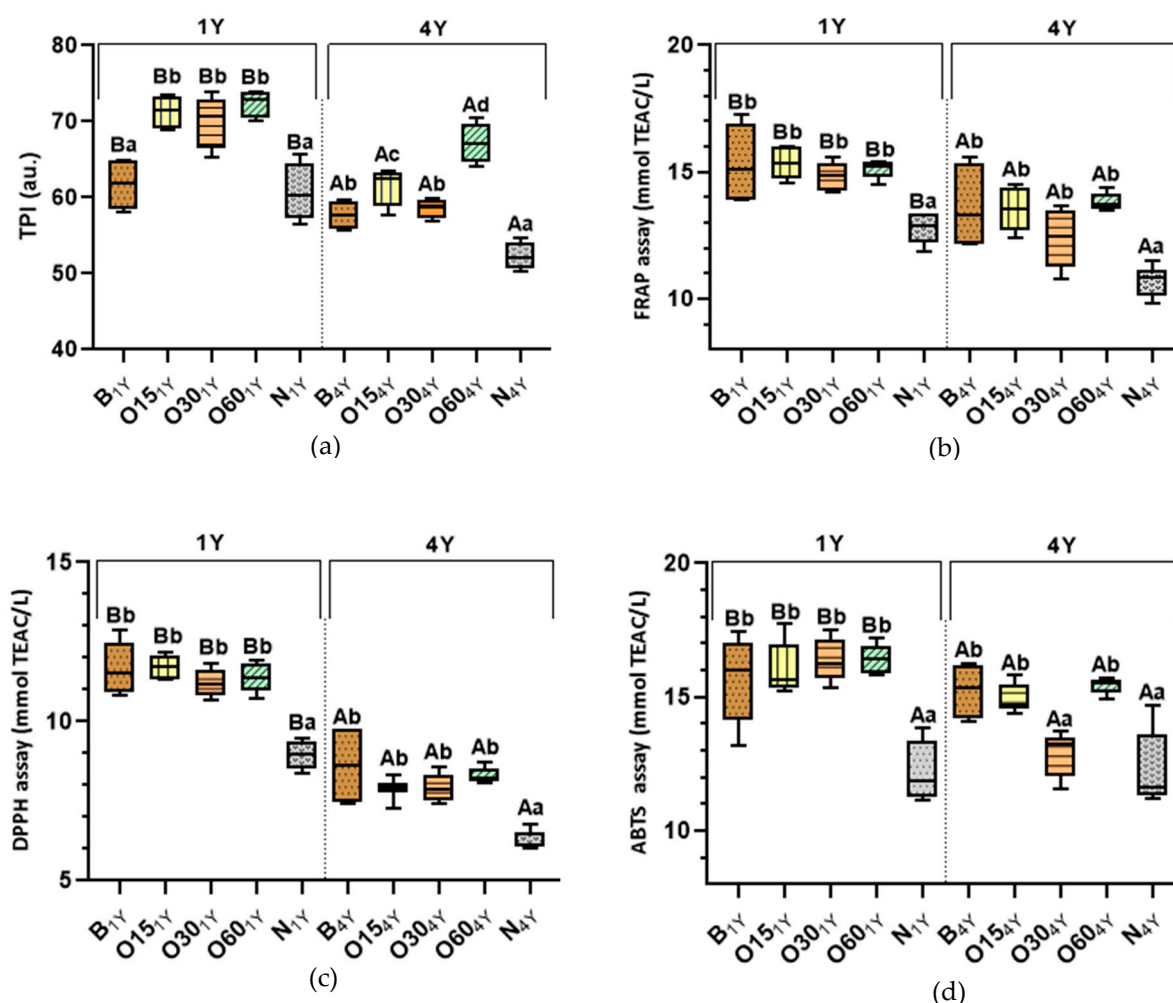 1Y 4Y
80
70
60
50
40
TPI (au.)
Ba Bb Bb Bb Ba Ab Ac Ab Ad Aa
B1Y O151Y O301Y O601Y N1Y B4Y O154Y O304Y O604Y N4Y
(a)
1Y 4Y
20
15
10
FRAP assay (mmol TEAC/L)
Bb Bb Bb Bb Ba Ab Ab Ab Ab Aa
B1Y O151Y O301Y O601Y N1Y B4Y O154Y O304Y O604Y N4Y
(b)
1Y 4Y
15
10
5
DPPH assay (mmol TEAC/L)
Bb Bb Bb Bb Ba Ab Ab Ab Ab Aa
B1Y O151Y O301Y O601Y N1Y B4Y O154Y O304Y O604Y N4Y
(c)
1Y 4Y
20
15
10
ABTS assay (mmol TEAC/L)
Bb Bb Bb Bb Aa Ab Ab Aa Ab Aa
B1Y O151Y O301Y O601Y N1Y B4Y O154Y O304Y O604Y N4Y
(d)